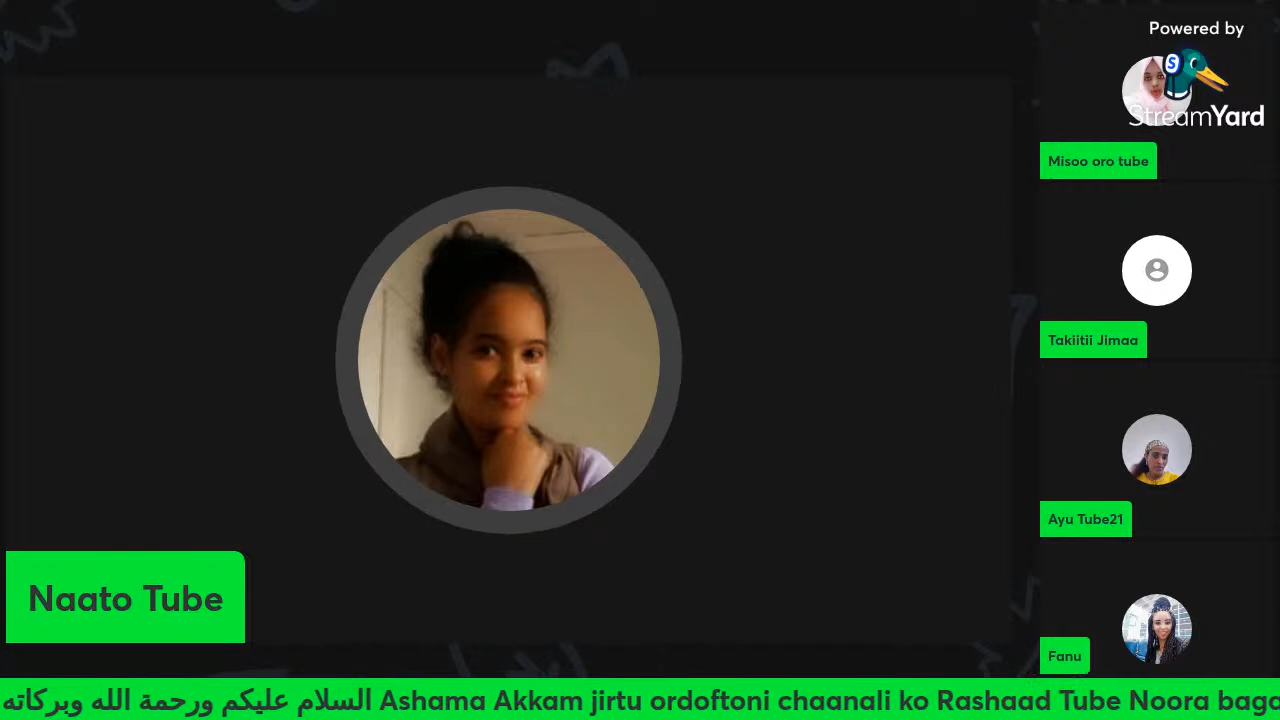 Powered by
StreamYard
Misoo oro tube
Takiitii Jimaa
Ayu Tube21
Fanu
Naato Tube
السلام عليكم ورحمة الله وبركاته Ashama Akkam jirtu ordoftoni chaanali ko Rashaad Tube Noora